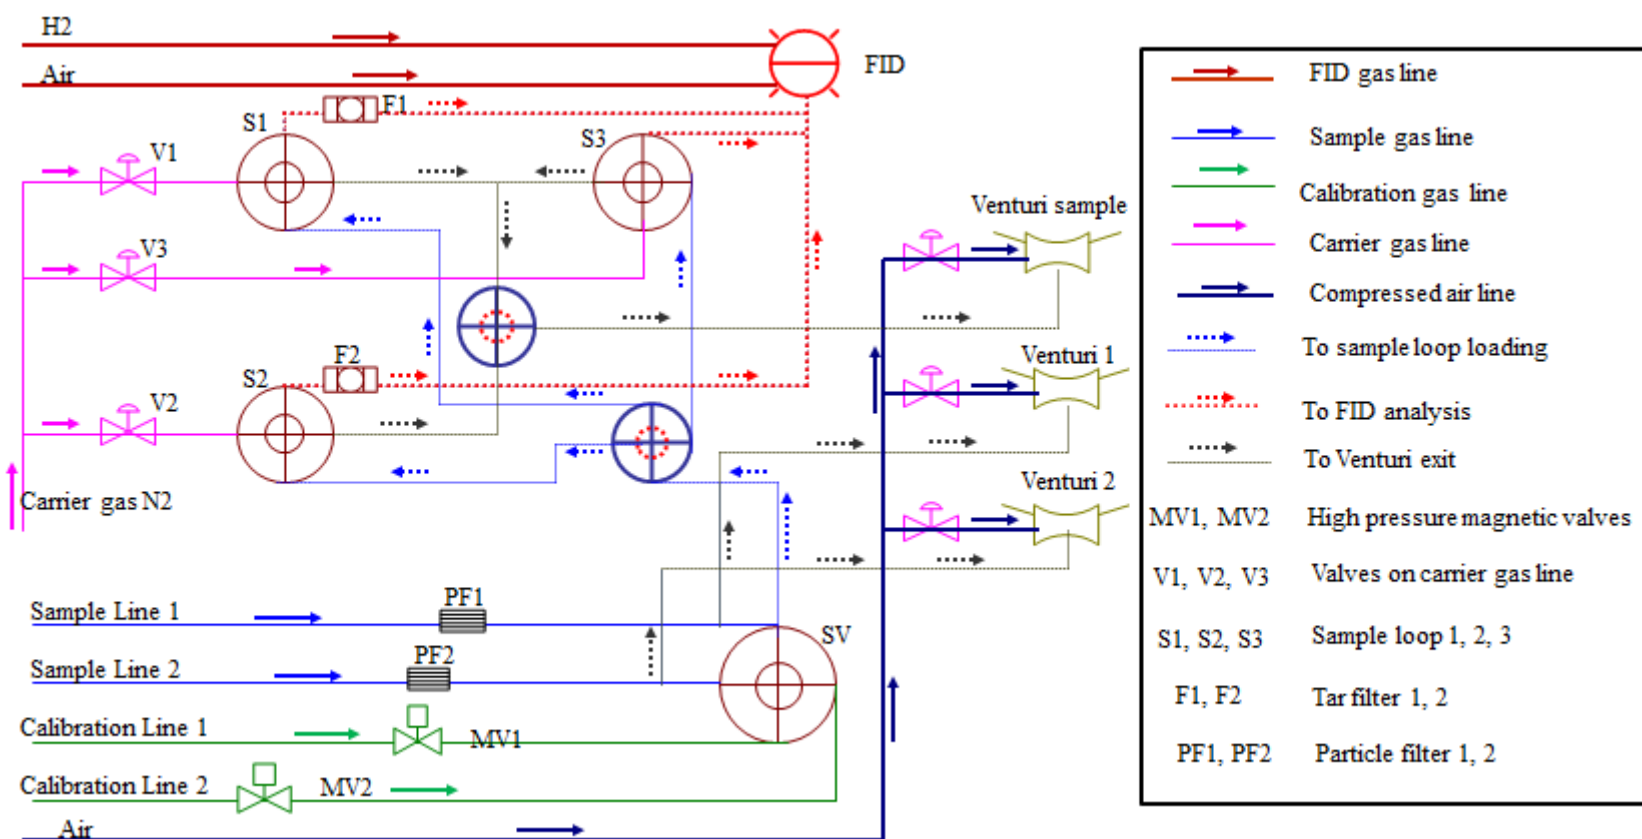 H2
FID
Air
F1
S1
S3
V1
V3
F2
S2
V2
Carrier gas N2
Venturi sample
Venturi 1
Venturi 2
Sample Line 1
PF1
Sample Line 2
PF2
SV
Calibration Line 1
MV1
Calibration Line 2
MV2
Air
FID gas line
Sample gas line
Calibration gas line
Carrier gas line
Compressed air line
To sample loop loading
To FID analysis
To Venturi exit
MV1, MV2 High pressure magnetic valves
V1, V2, V3 Valves on carrier gas line
S1, S2, S3 Sample loop 1, 2, 3
F1, F2 Tar filter 1, 2
PF1, PF2 Particle filter 1, 2